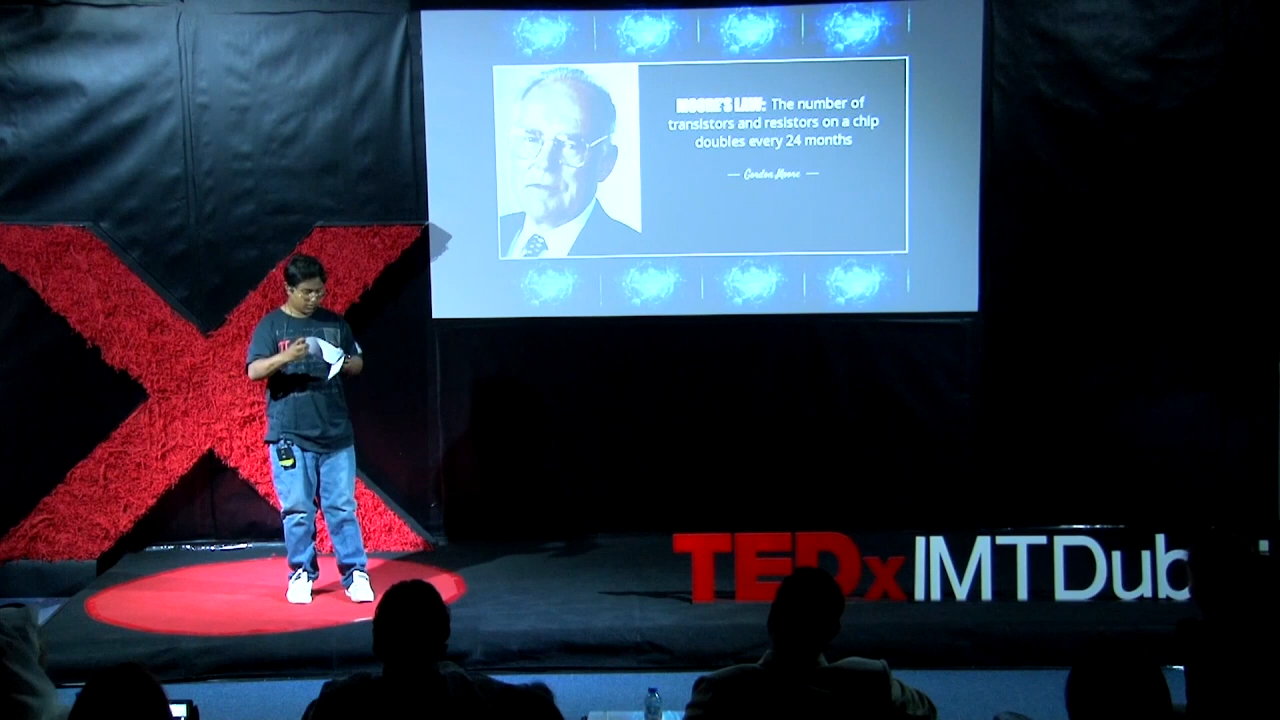 MOORE'S LAW: The number of
transistors and resistors on a chip
doubles every 24 months
— Gordon Moore —
TEDxIMTDub